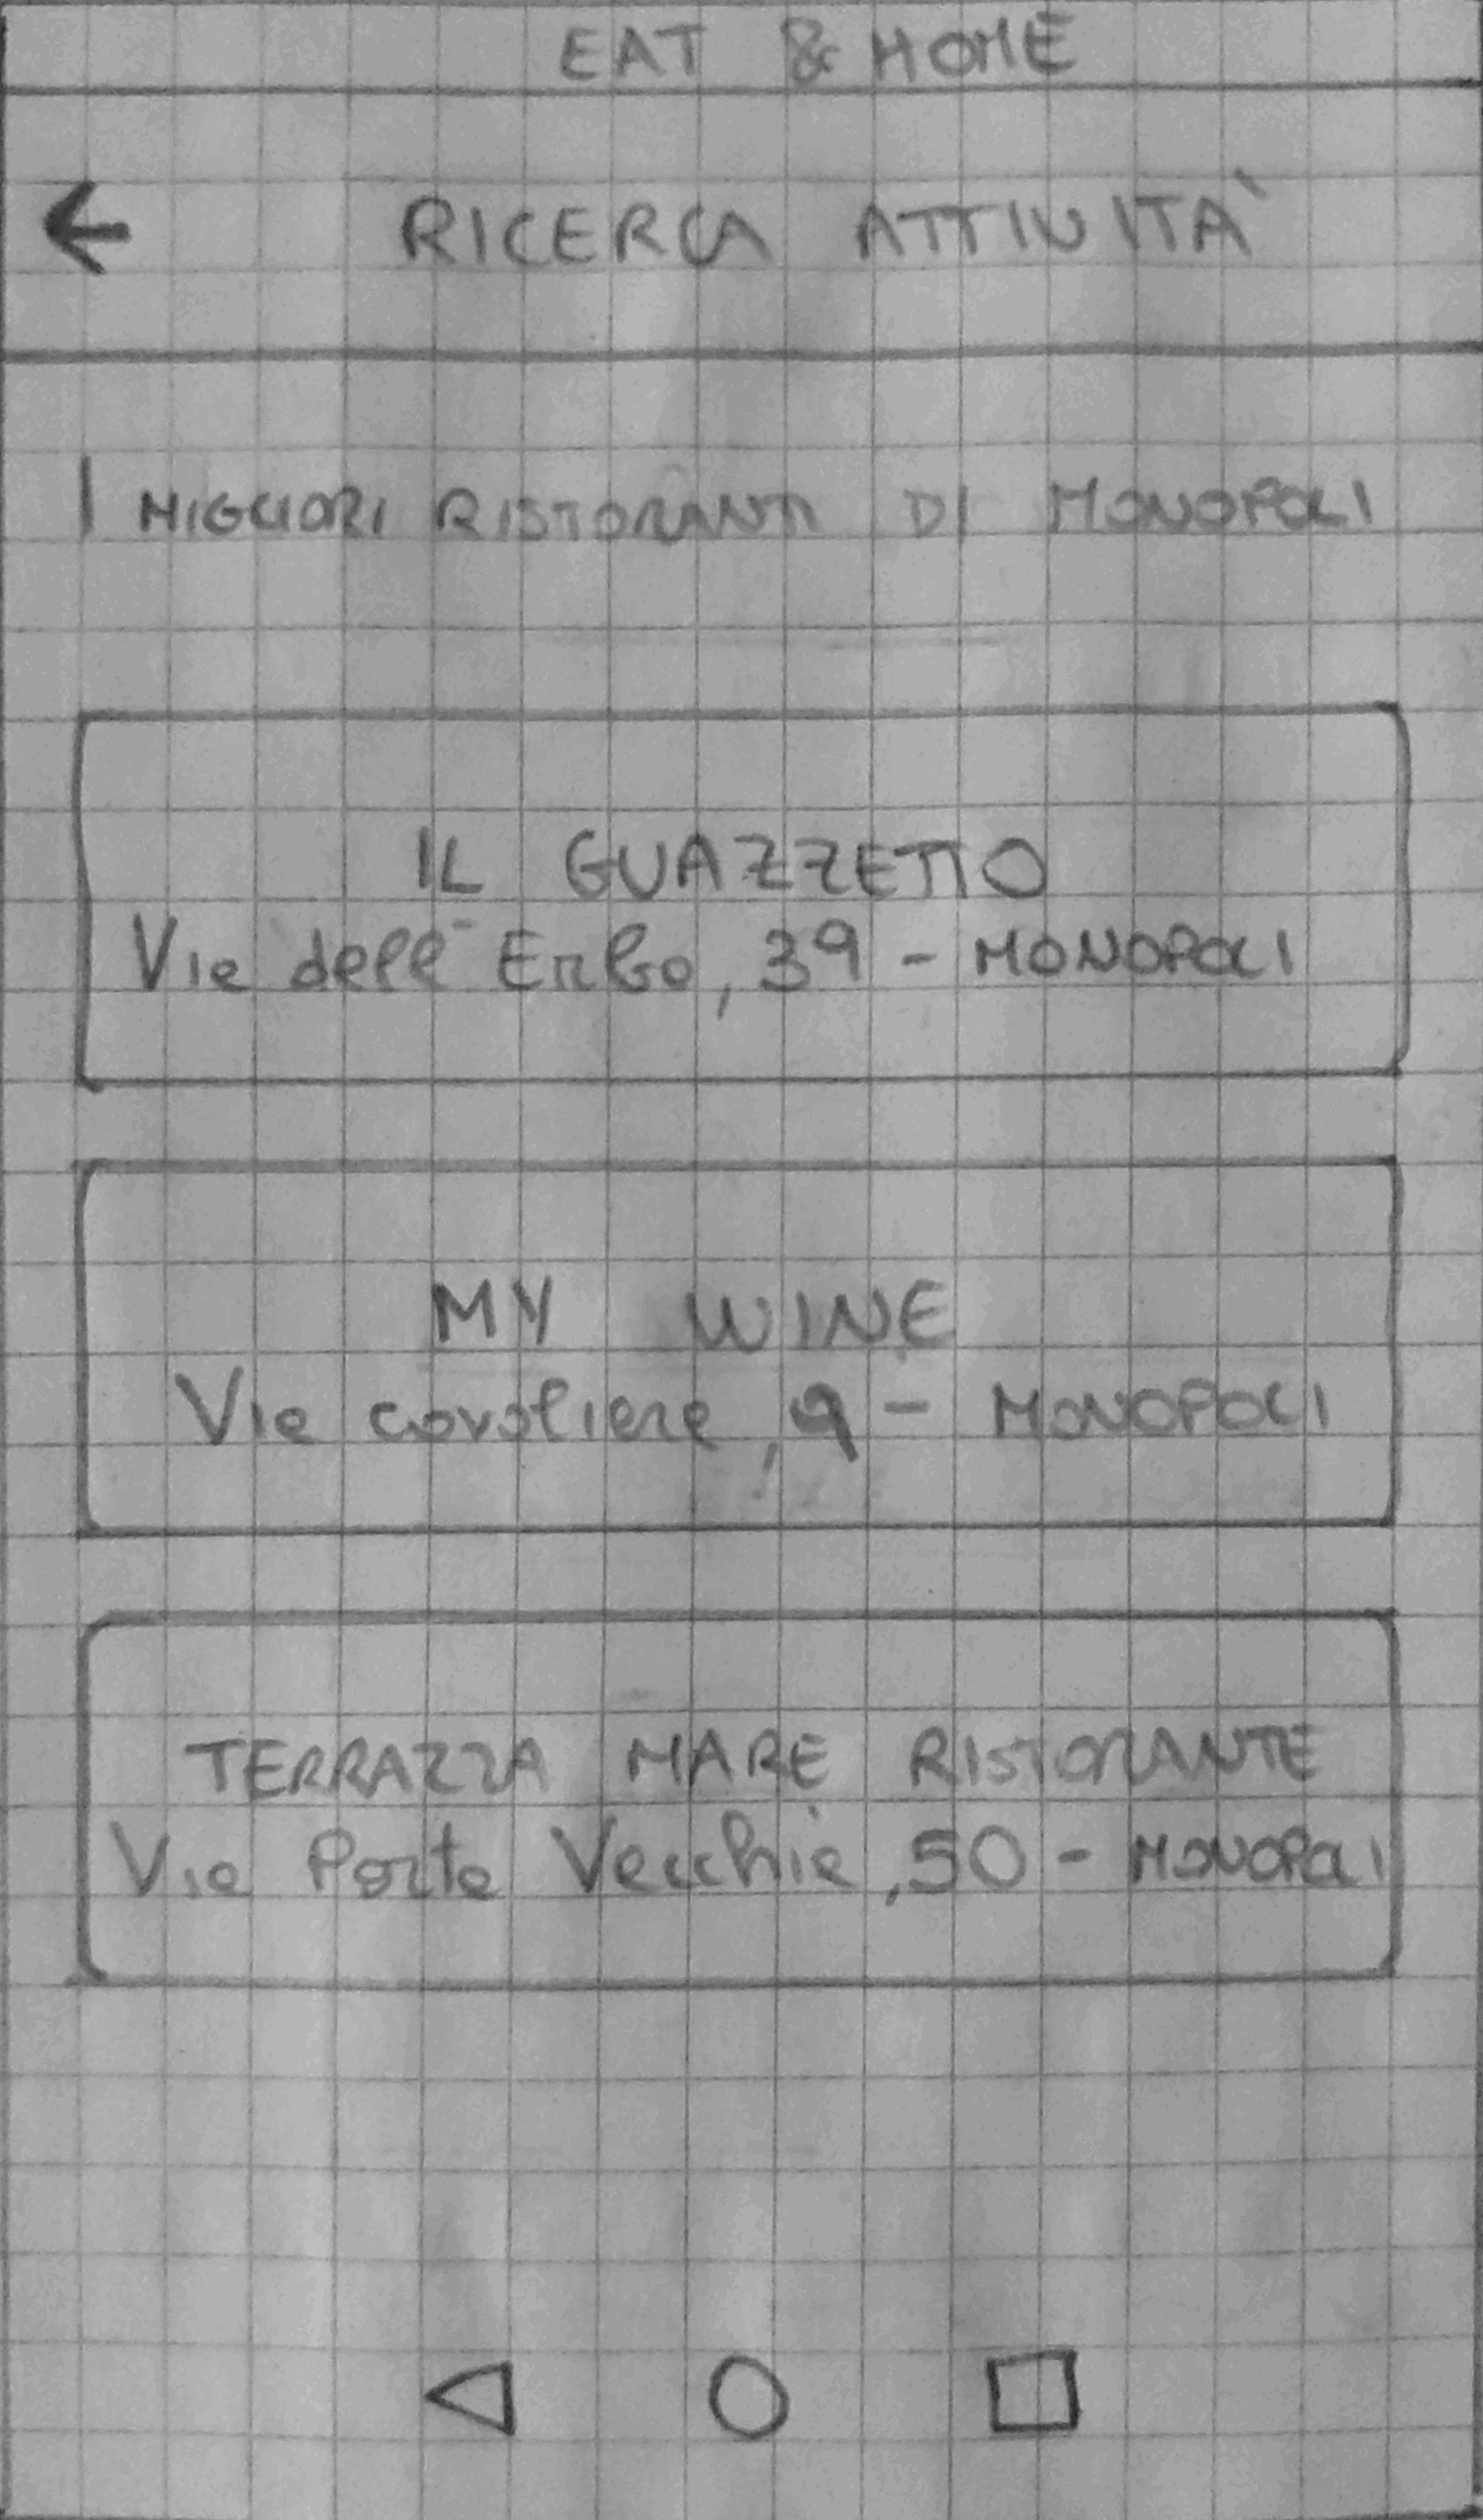 EAT & HOME
← RICERCA ATTIVITÀ
I MIGLIORI RISTORANTI DI MONOPOLI
IL GUAZZETTO
Via dell'Erba, 39 - MONOPOLI
MY WINE
Via cavaliere, 9 - MONOPOLI
TERRAZZA MARE RISTORANTE
Via Porta Vecchia, 50 - MONOPOLI